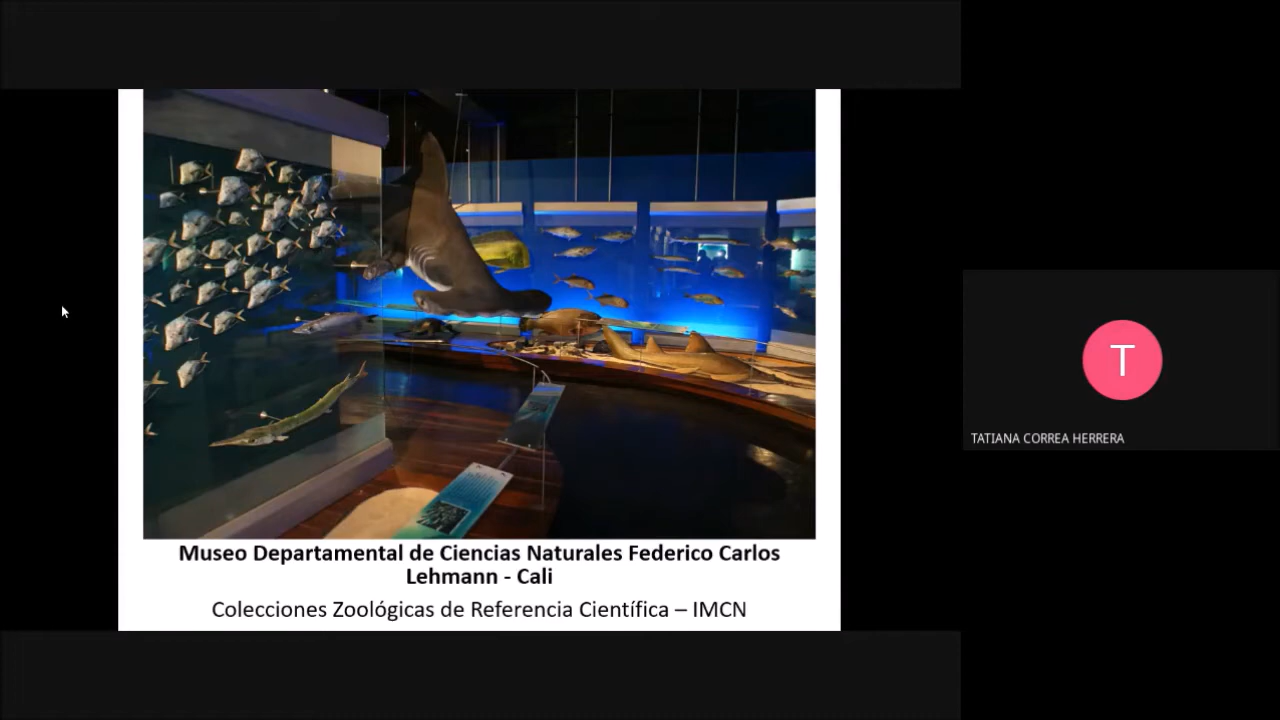 Museo Departamental de Ciencias Naturales Federico Carlos
Lehmann - Cali
Colecciones Zoológicas de Referencia Científica – IMCN
T
TATIANA CORREA HERRERA